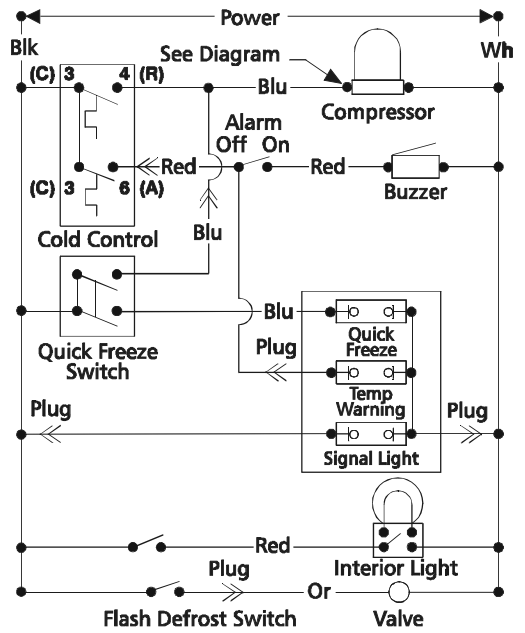 Power
Blk
Wh
See Diagram
(C) 3 4 (R)
Blu
Compressor
Alarm
Off On
Red
Red
(C) 3 6 (A)
Buzzer
Cold Control
Blu
Blu
Quick
Freeze
Quick Freeze
Switch
Plug
Temp
Warning
Plug
Plug
Signal Light
Red
Interior Light
Plug
Or
Flash Defrost Switch
Valve